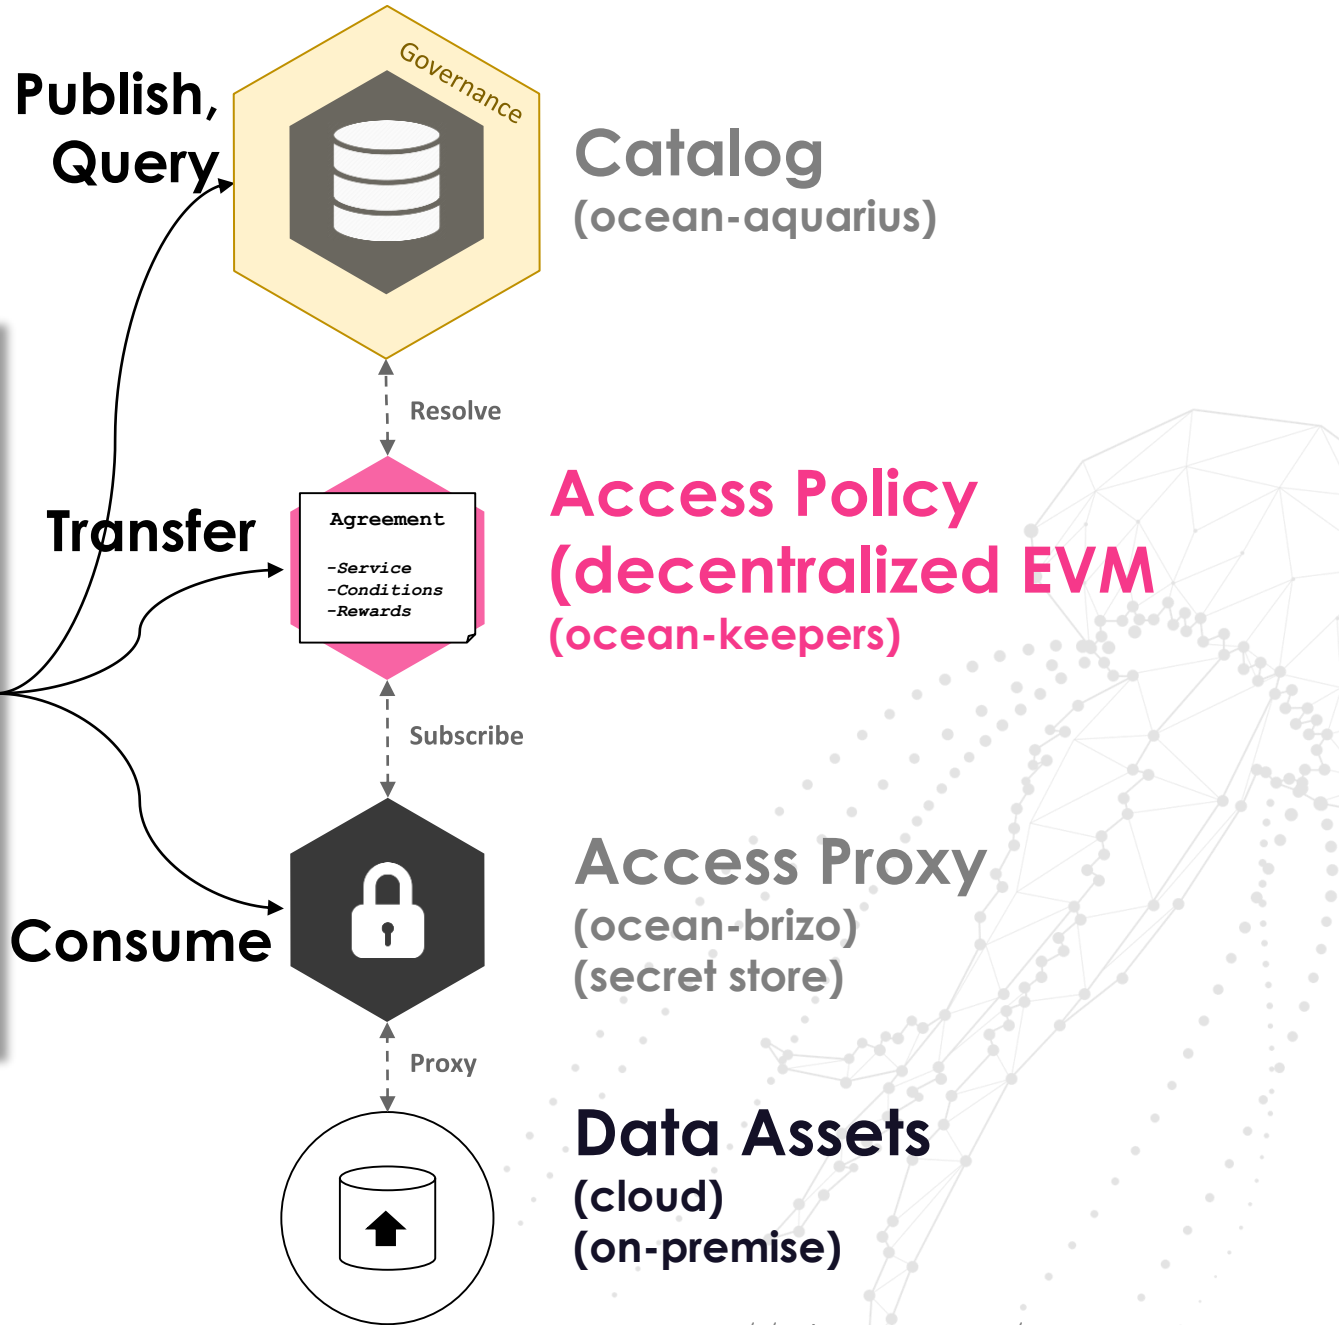 Governance
Publish,
Query
Catalog
(ocean-aquarius)
Resolve
Transfer
Agreement
-Service
-Conditions
-Rewards
Access Policy
(decentralized EVM
(ocean-keepers)
Subscribe
Consume
Access Proxy
(ocean-brizo)
(secret store)
Proxy
Data Assets
(cloud)
(on-premise)